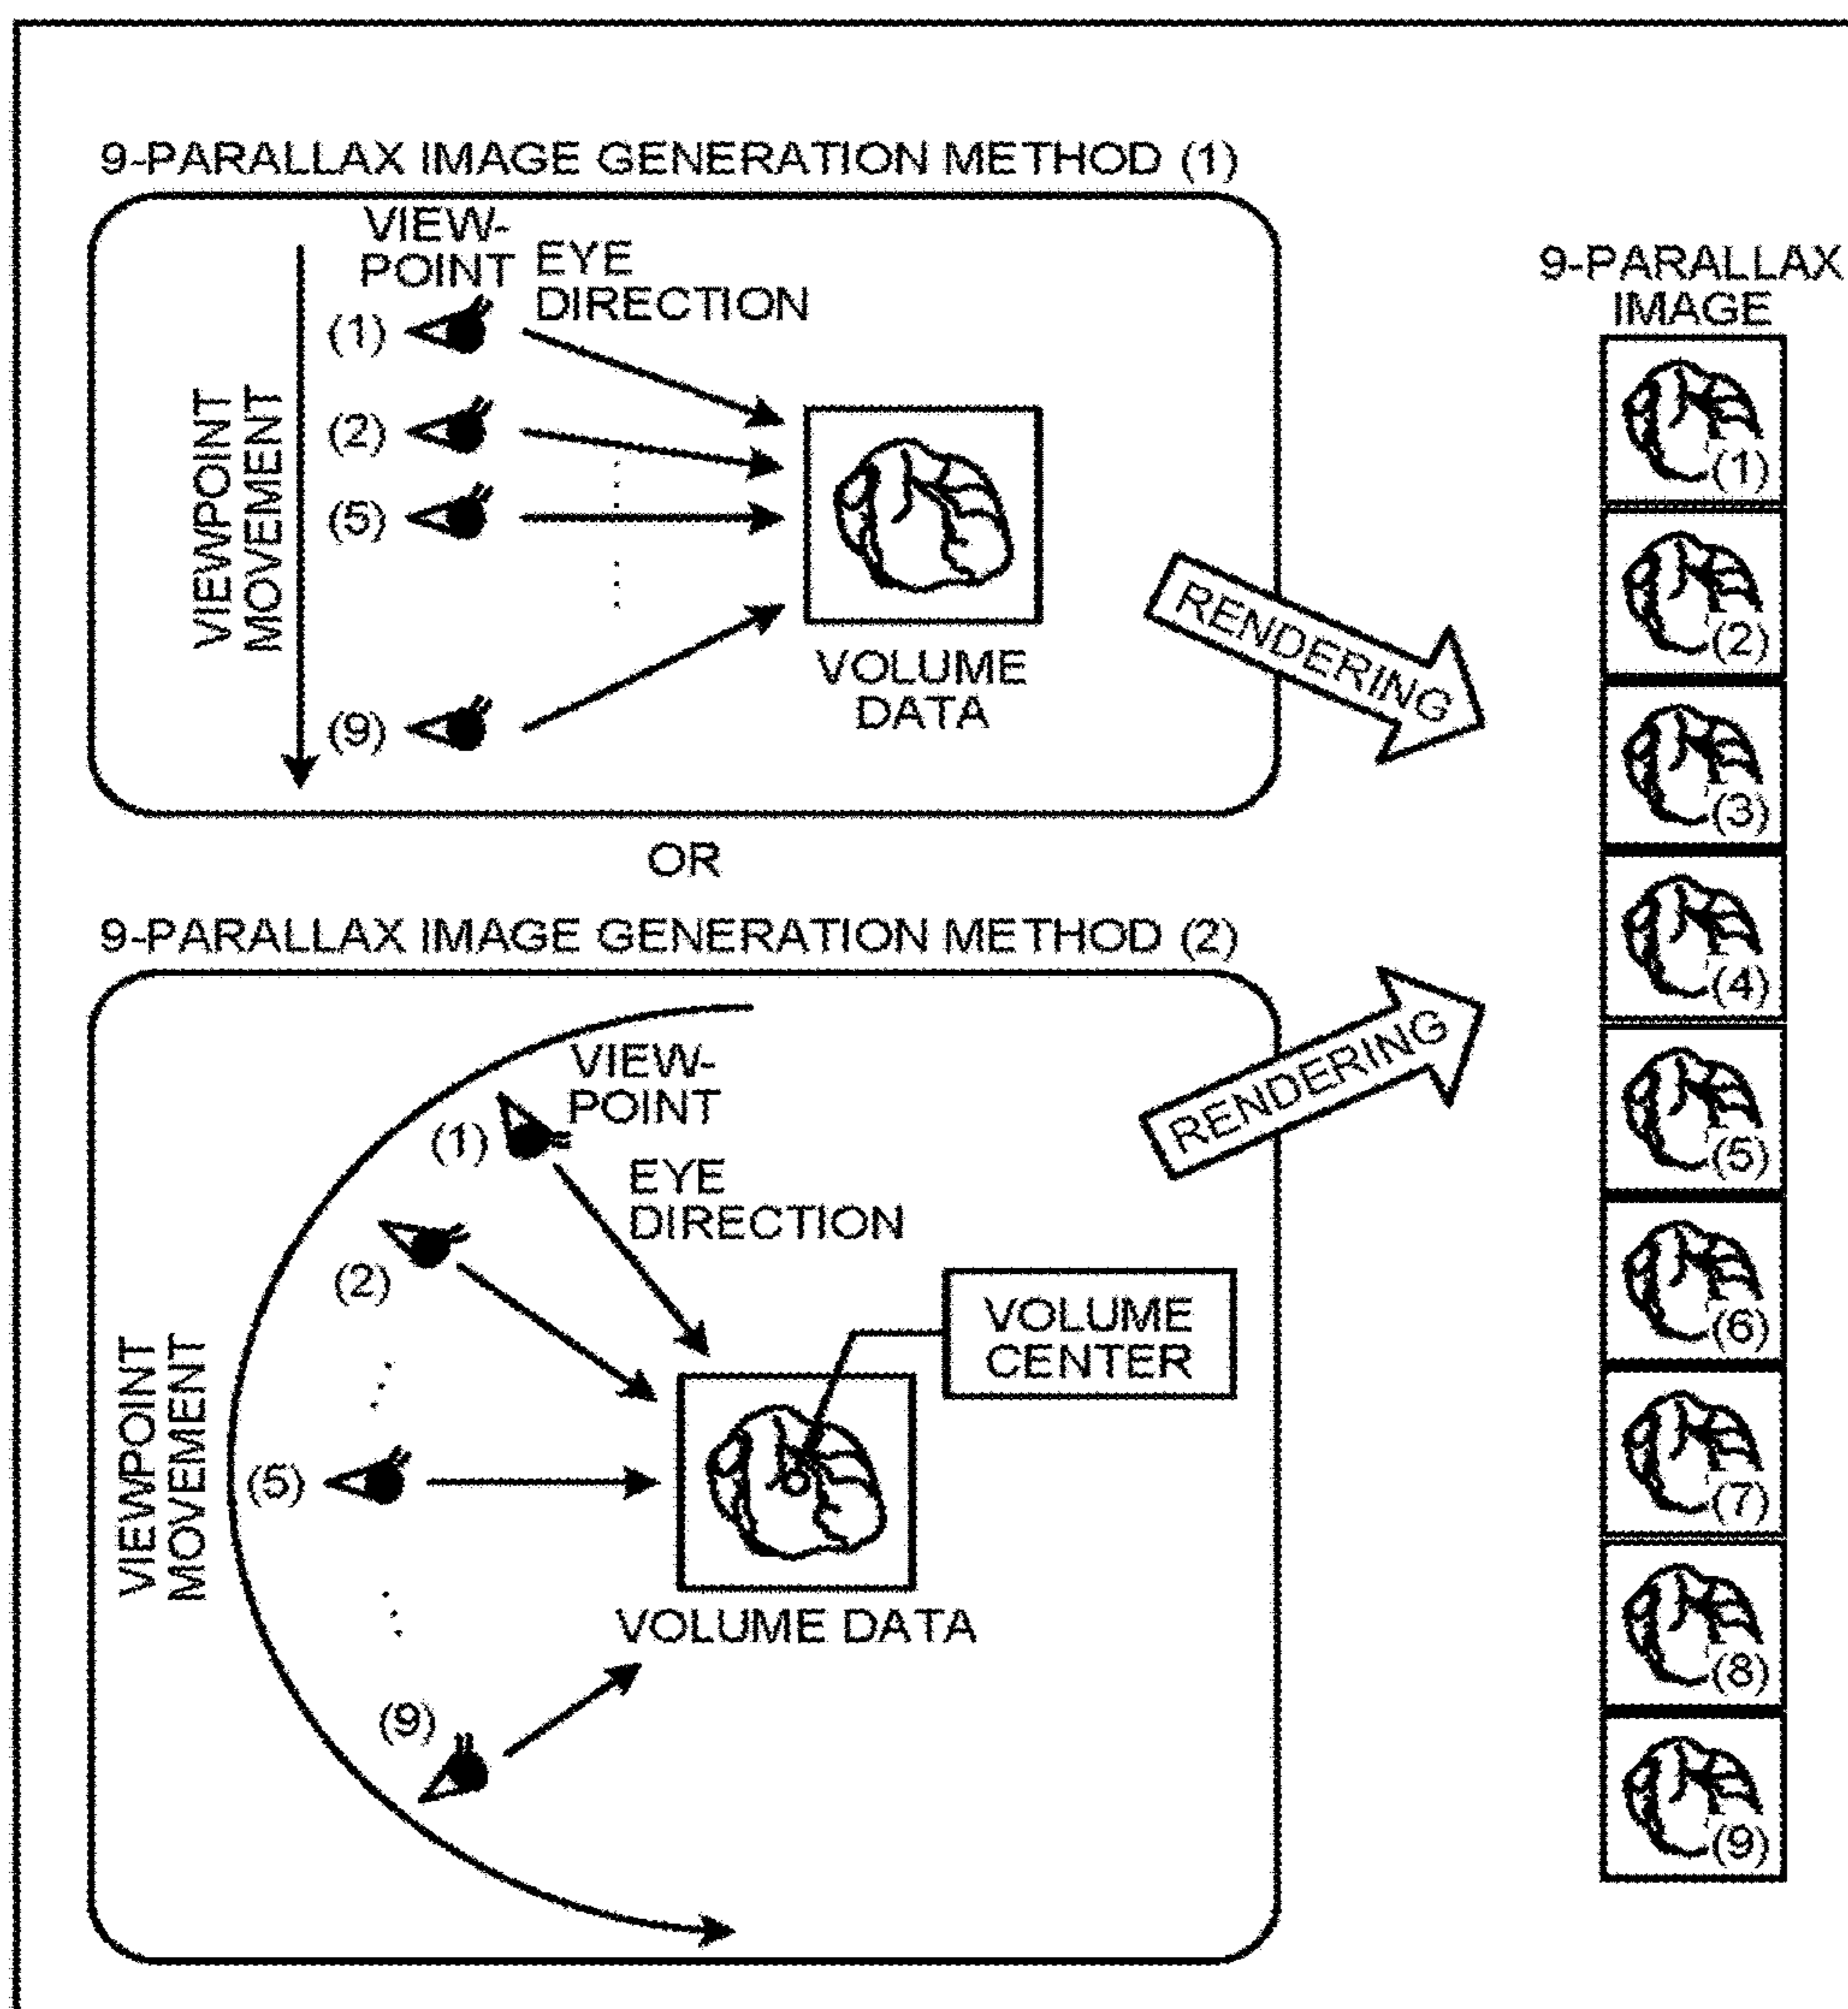 9-PARALLAX IMAGE GENERATION METHOD (1)
VIEW-
POINT
EYE
DIRECTION
(1)
(2)
(5)
(9)
VIEWPOINT
MOVEMENT
VOLUME
DATA
RENDERING
OR
9-PARALLAX IMAGE GENERATION METHOD (2)
VIEW-
POINT
(1)
EYE
DIRECTION
(2)
(5)
(9)
VIEWPOINT
MOVEMENT
VOLUME
CENTER
VOLUME DATA
RENDERING
9-PARALLAX
IMAGE
(1)
(2)
(3)
(4)
(5)
(6)
(7)
(8)
(9)